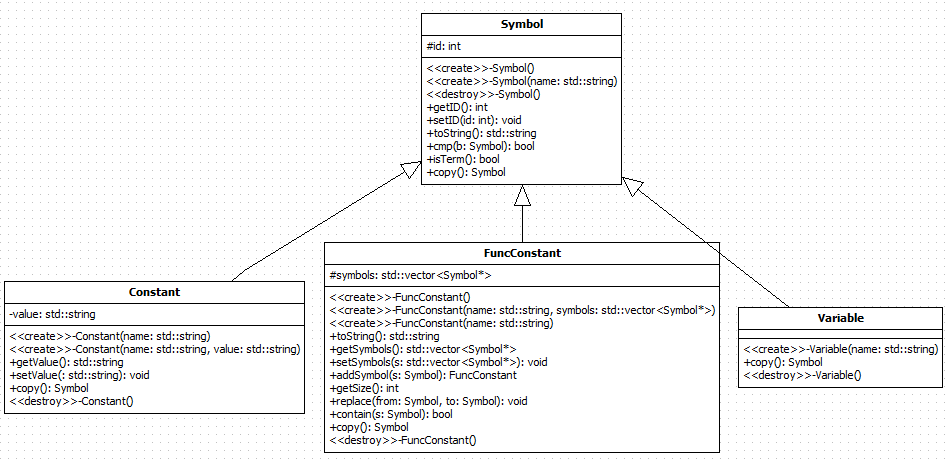 Symbol
#id: int
<<create>>-Symbol()
<<create>>-Symbol(name: std::string)
<<destroy>>-Symbol()
+getID(): int
+setID(id: int): void
+toString(): std::string
+cmp(b: Symbol): bool
+isTerm(): bool
+copy(): Symbol
Constant
-value: std::string
<<create>>-Constant(name: std::string)
<<create>>-Constant(name: std::string, value: std::string)
+getValue(): std::string
+setValue(: std::string): void
+copy(): Symbol
<<destroy>>-Constant()
FuncConstant
#symbols: std::vector<Symbol*>
<<create>>-FuncConstant()
<<create>>-FuncConstant(name: std::string, symbols: std::vector<Symbol*>)
<<create>>-FuncConstant(name: std::string)
+toString(): std::string
+getSymbols(): std::vector<Symbol*>
+setSymbols(s: std::vector<Symbol*>): void
+addSymbol(s: Symbol): FuncConstant
+getSize(): int
+replace(from: Symbol, to: Symbol): void
+contain(s: Symbol): bool
+copy(): Symbol
<<destroy>>-FuncConstant()
Variable
<<create>>-Variable(name: std::string)
+copy(): Symbol
<<destroy>>-Variable()